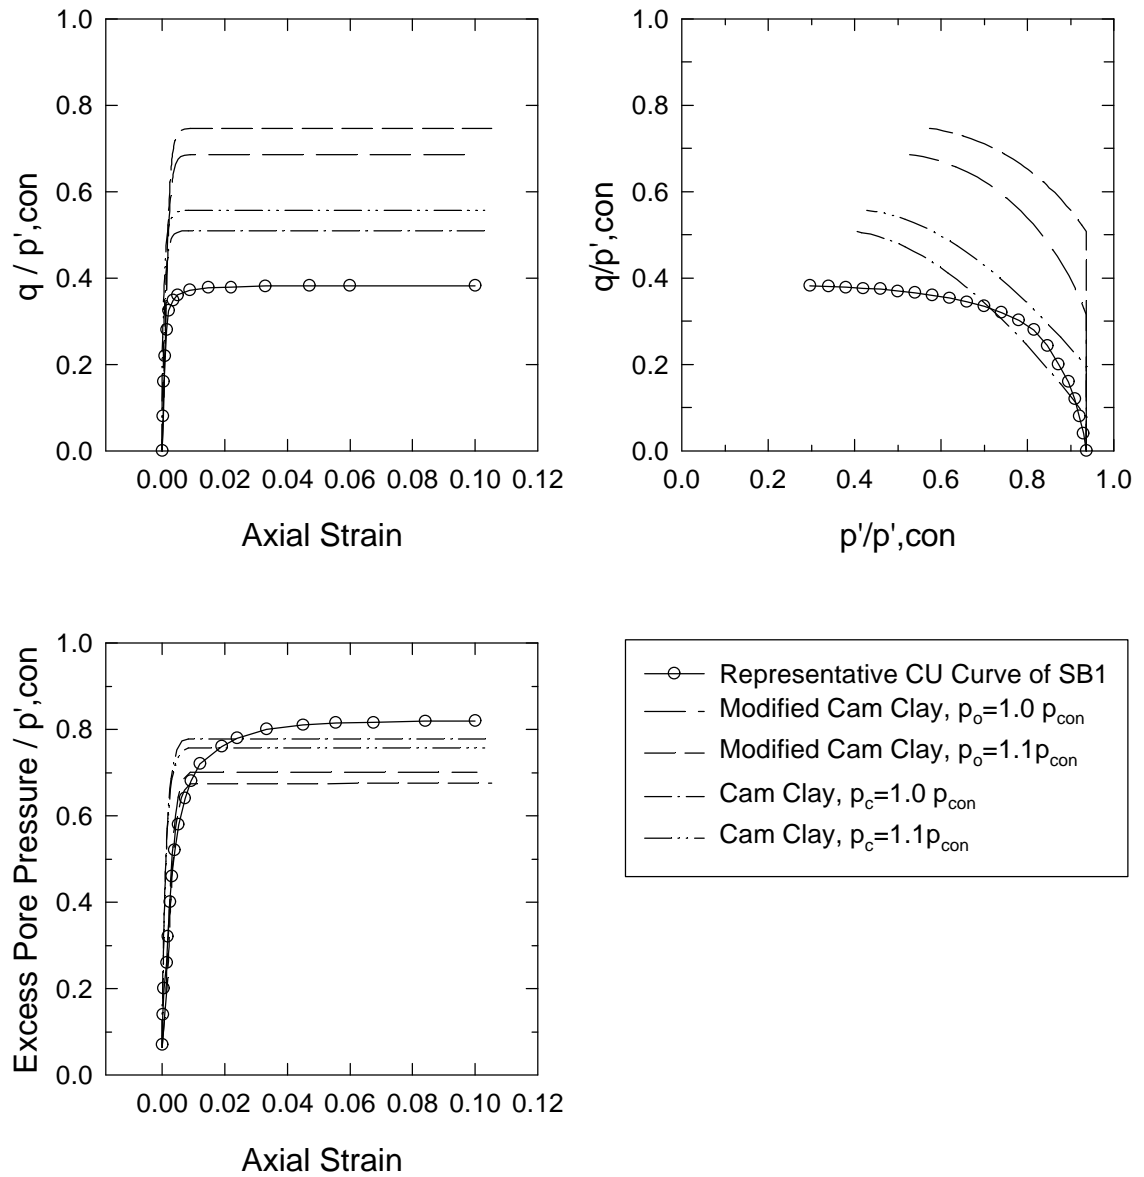 1.0
0.8
0.6
0.4
0.2
0.0
q / p',con
0.00 0.02 0.04 0.06 0.08 0.10 0.12
Axial Strain
1.0
0.8
0.6
0.4
0.2
0.0
q/p',con
0.0 0.2 0.4 0.6 0.8 1.0
p'/p',con
1.0
0.8
0.6
0.4
0.2
0.0
Excess Pore Pressure / p',con
0.00 0.02 0.04 0.06 0.08 0.10 0.12
Axial Strain
Representative CU Curve of SB1
Modified Cam Clay, po=1.0 pcon
Modified Cam Clay, po=1.1pcon
Cam Clay, pc=1.0 pcon
Cam Clay, pc=1.1pcon